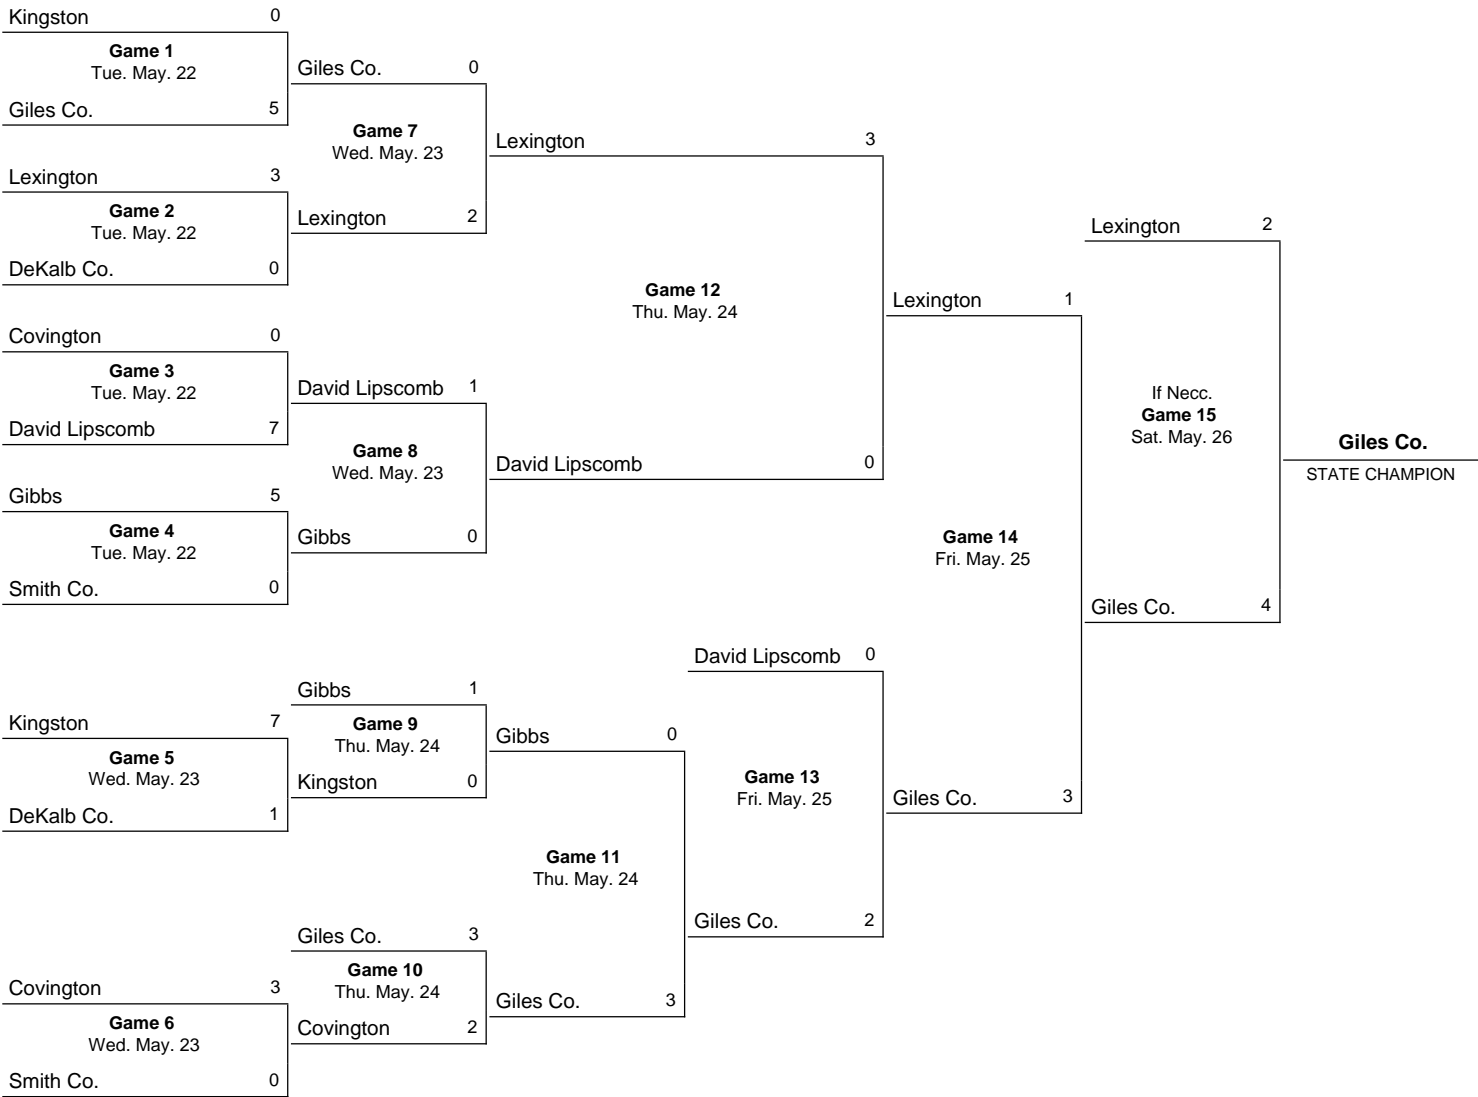 Kingston 0
Game 1
Tue. May. 22
Giles Co. 5
Lexington 3
Game 2
Tue. May. 22
DeKalb Co. 0
Covington 0
Game 3
Tue. May. 22
David Lipscomb 7
Gibbs 5
Game 4
Tue. May. 22
Smith Co. 0
Kingston 7
Game 5
Wed. May. 23
DeKalb Co. 1
Covington 3
Game 6
Wed. May. 23
Smith Co. 0
Giles Co. 0
Game 7
Wed. May. 23
Lexington 2
David Lipscomb 1
Game 8
Wed. May. 23
Gibbs 0
Gibbs 1
Game 9
Thu. May. 24
Kingston 0
Giles Co. 3
Game 10
Thu. May. 24
Covington 2
Lexington 3
Game 12
Thu. May. 24
David Lipscomb 0
Gibbs 0
Game 11
Thu. May. 24
Giles Co. 3
David Lipscomb 0
Game 13
Fri. May. 25
Giles Co. 2
Lexington 1
Game 14
Fri. May. 25
Giles Co. 3
Lexington 2
If Necc.
Game 15
Sat. May. 26
Giles Co. 4
Giles Co.
STATE CHAMPION